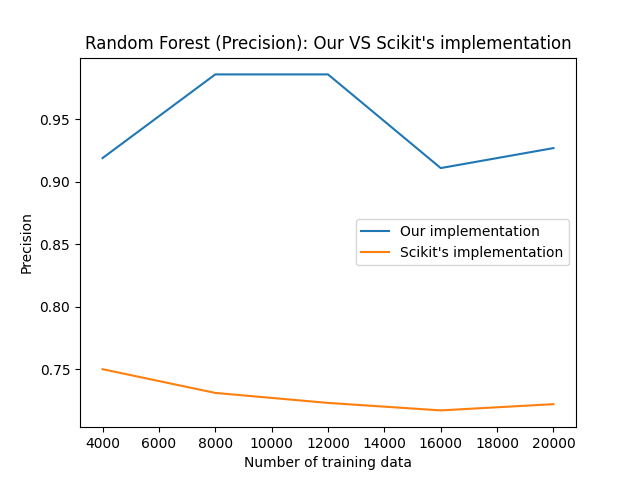 Random Forest (Precision): Our VS Scikit's implementation
Precision
0.95
0.90
0.85
0.80
0.75
Our implementation
Scikit's implementation
4000 6000 8000 10000 12000 14000 16000 18000 20000
Number of training data